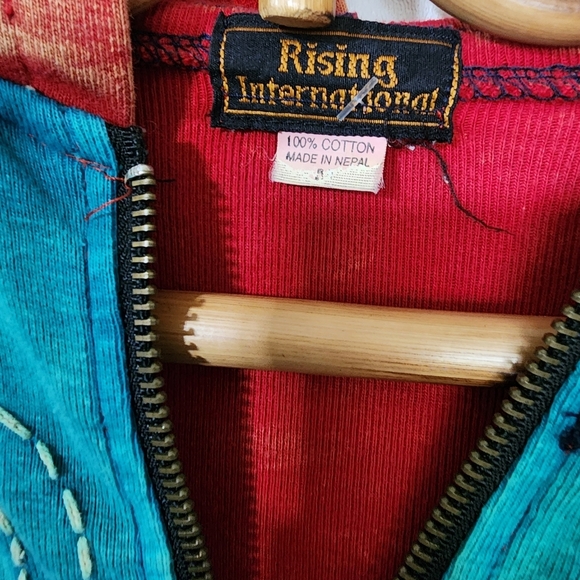 Rising
International
100% COTTON
MADE IN NEPAL
S